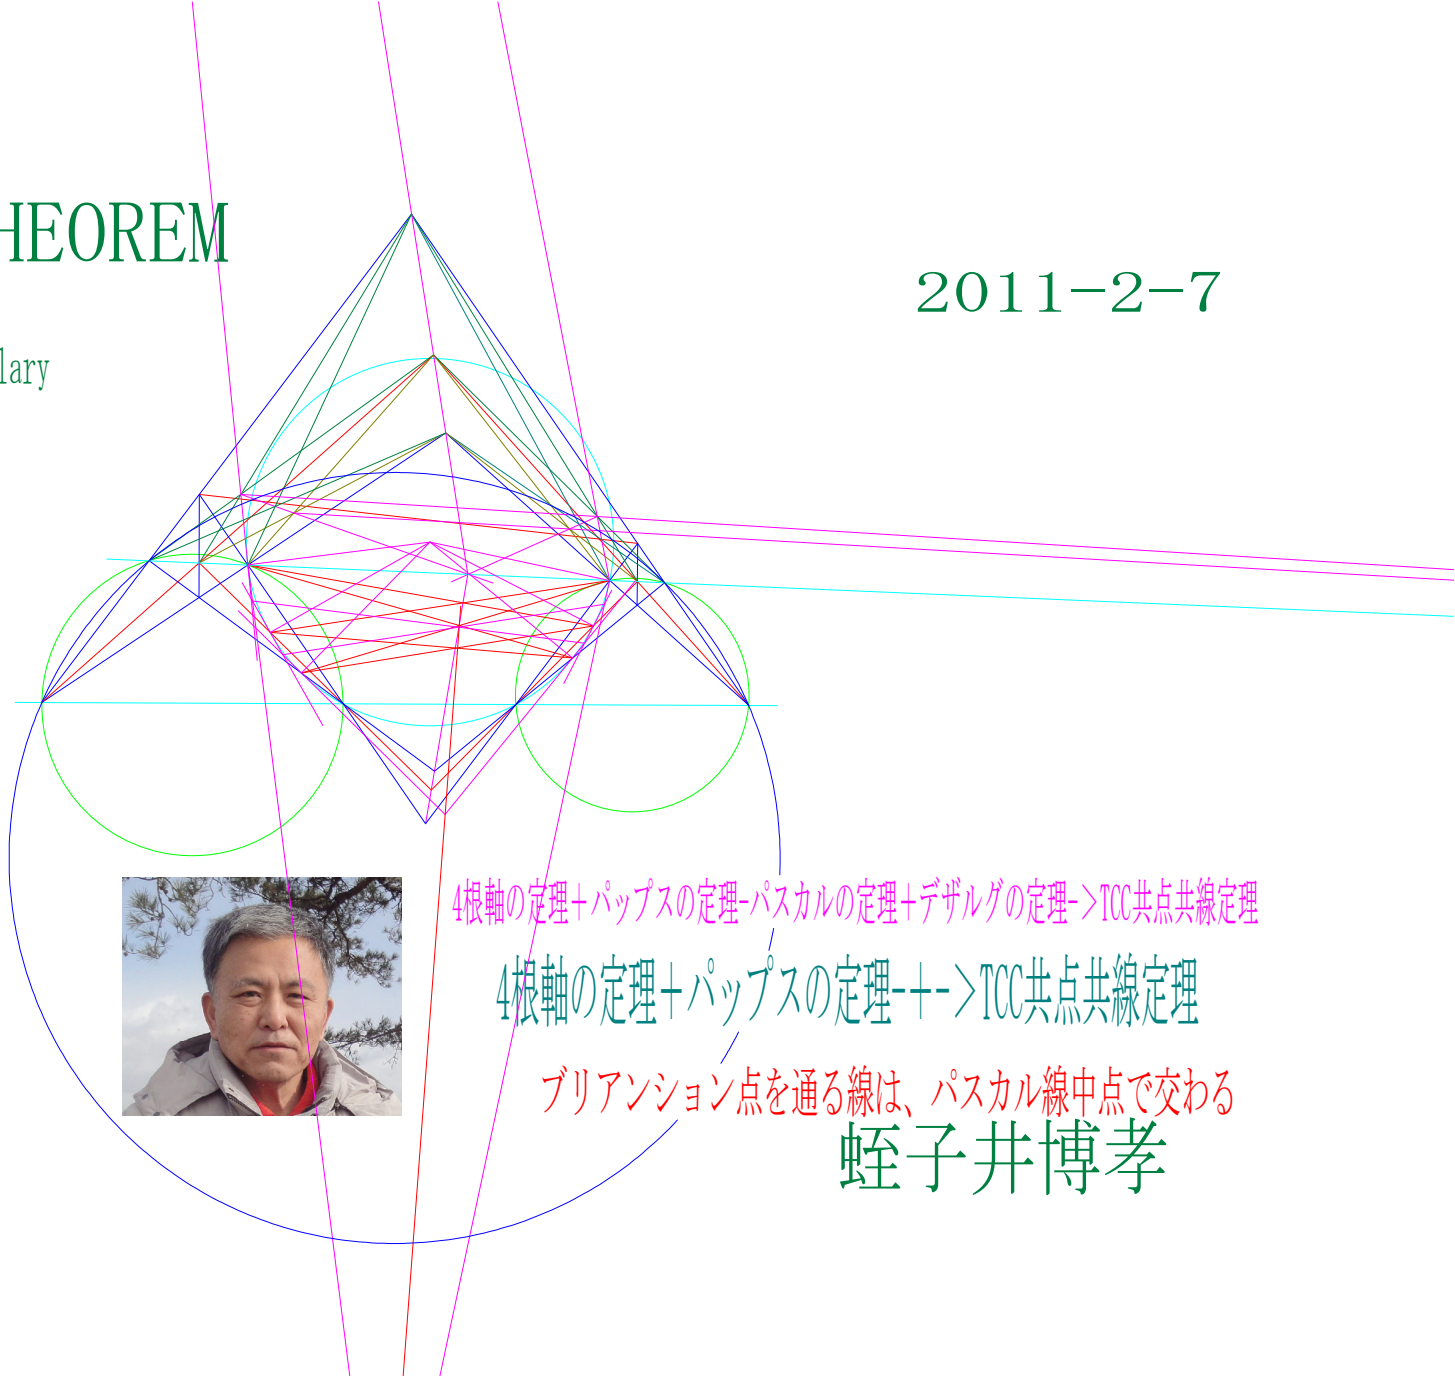 HEOREM
2011-2-7
lary
4根軸の定理+パップスの定理-パスカルの定理+デザルグの定理->TCC共点共線定理
4根軸の定理+パップスの定理-+->TCC共点共線定理
ブリアンション点を通る線は、パスカル線中点で交わる
蛭子井博孝